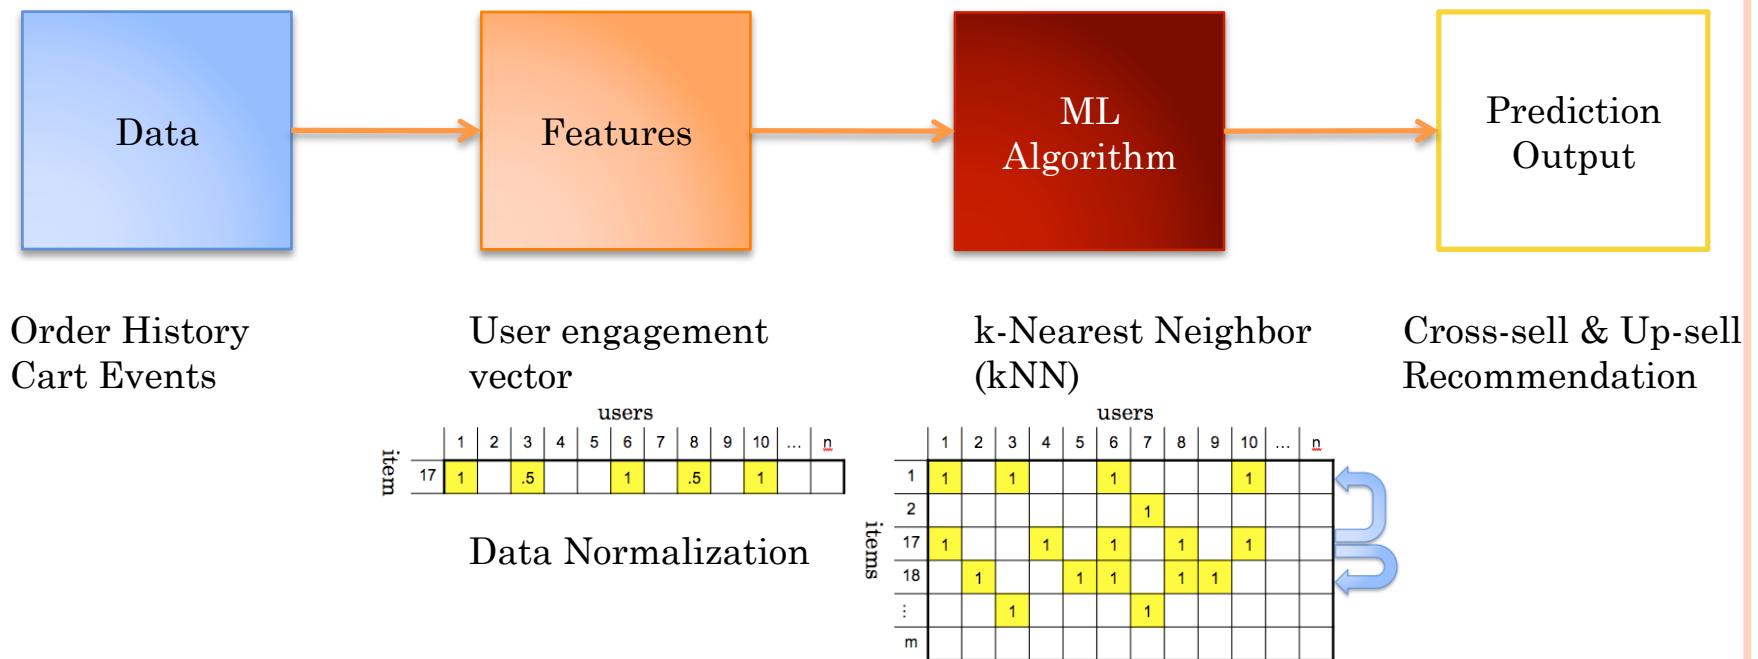 Data
Features
ML
Algorithm
Prediction
Output
Order History
Cart Events
User engagement
vector
k-Nearest Neighbor
(kNN)
Cross-sell & Up-sell
Recommendation
users
1 2 3 4 5 6 7 8 9 10 ... n
item
17 1 .5 1 .5 1
Data Normalization
users
1 2 3 4 5 6 7 8 9 10 ... n
items
1 1 1 1 1
2 1
17 1 1 1 1 1
18 1 1 1 1 1
⋮ 1 1
m